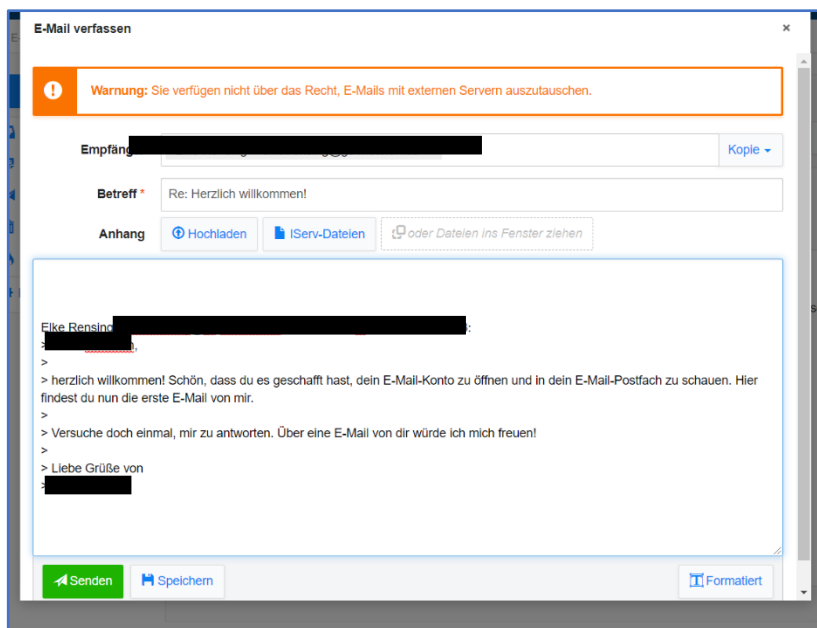 E-Mail verfassen ×
Warnung: Sie verfügen nicht über das Recht, E-Mails mit externen Servern auszutauschen.
Empfäng
Kopie
Betreff * Re: Herzlich willkommen!
Anhang Hochladen IServ-Dateien oder Dateien ins Fenster ziehen
Elke Rensing :
> ,
>
> herzlich willkommen! Schön, dass du es geschafft hast, dein E-Mail-Konto zu öffnen und in dein E-Mail-Postfach zu schauen. Hier
findest du nun die erste E-Mail von mir.
>
> Versuche doch einmal, mir zu antworten. Über eine E-Mail von dir würde ich mich freuen!
>
> Liebe Grüße von
>
Senden Speichern Formatiert